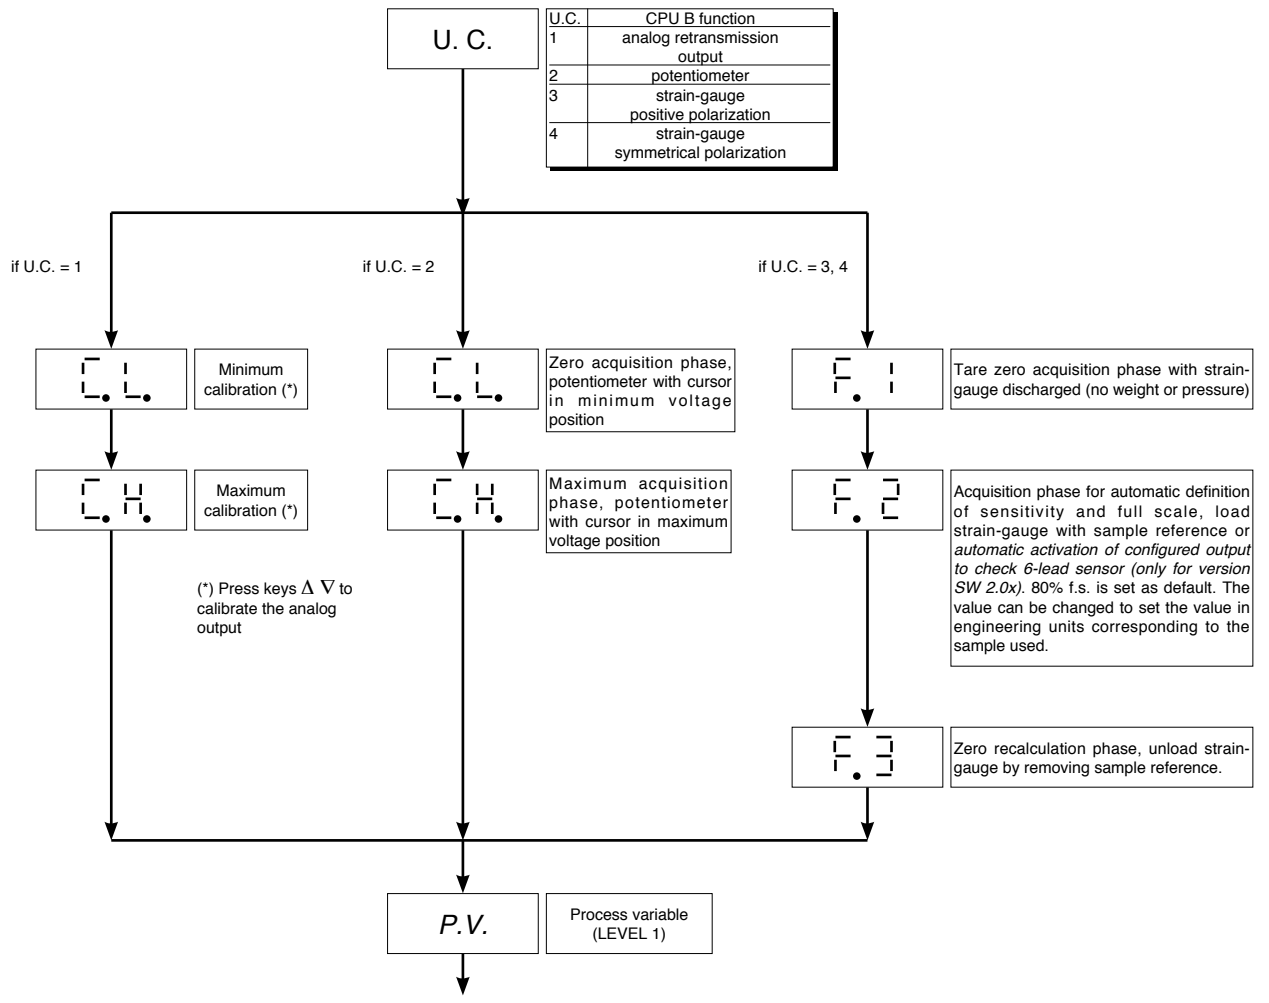 U. C.
U.C. CPU B function
1 analog retransmission
output
2 potentiometer
3 strain-gauge
positive polarization
4 strain-gauge
symmetrical polarization
if U.C. = 1
if U.C. = 2
if U.C. = 3, 4
C.L.
Minimum
calibration (*)
C.L.
Zero acquisition phase,
potentiometer with cursor
in minimum voltage
position
F.1
Tare zero acquisition phase with strain-
gauge discharged (no weight or pressure)
C.H.
Maximum
calibration (*)
C.H.
Maximum acquisition
phase, potentiometer
with cursor in maximum
voltage position
F.2
Acquisition phase for automatic definition
of sensitivity and full scale, load
strain-gauge with sample reference or
automatic activation of configured output
to check 6-lead sensor (only for version
SW 2.0x). 80% f.s. is set as default. The
value can be changed to set the value in
engineering units corresponding to the
sample used.
(*) Press keys Δ ∇ to
calibrate the analog
output
F.3
Zero recalculation phase, unload strain-
gauge by removing sample reference.
P.V.
Process variable
(LEVEL 1)